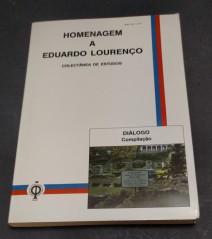 HOMENAGEM
A
EDUARDO LOURENÇO
COLECTÂNEA DE ESTUDOS
DIÁLOGO
Compilação